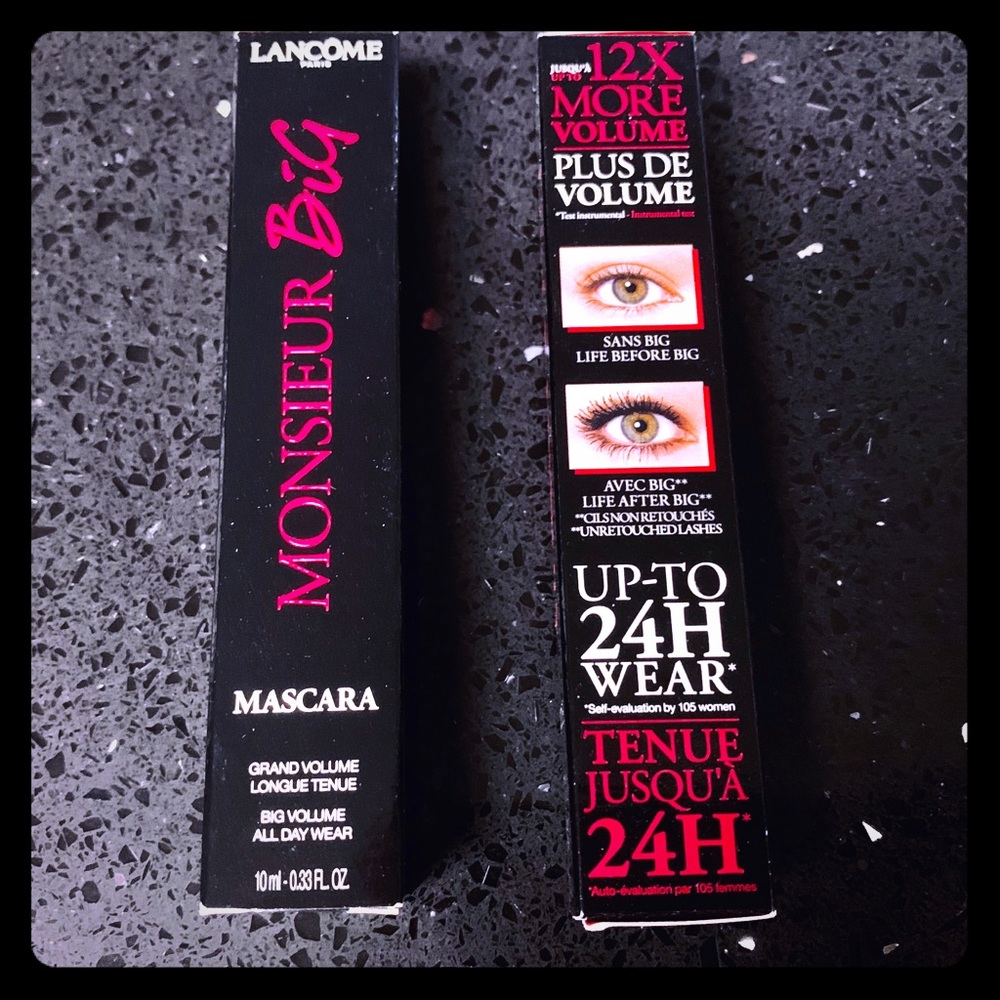 LANCÔME
PARIS
MONSIEUR BIG
MASCARA
GRAND VOLUME
LONGUE TENUE
BIG VOLUME
ALL DAY WEAR
10 ml - 0.33 FL. OZ.
JUSQU'À
UP TO
12X*
MORE
VOLUME
PLUS DE
VOLUME
*Test instrumental - Instrumental test
SANS BIG
LIFE BEFORE BIG
AVEC BIG**
LIFE AFTER BIG**
**CILS NON RETOUCHÉS
**UNRETOUCHED LASHES
UP-TO
24H
WEAR*
*Self-evaluation by 105 women
TENUE
JUSQU'À
24H*
*Auto-évaluation par 105 femmes